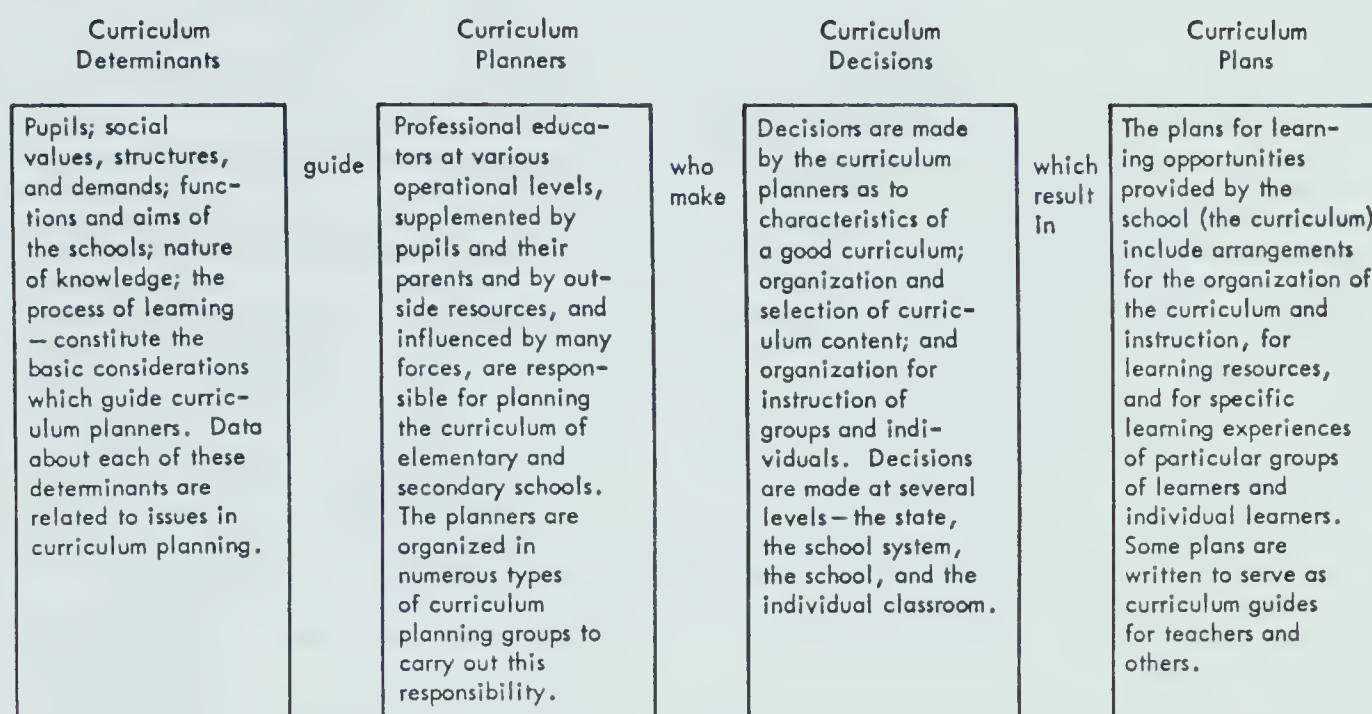 Curriculum
Determinants
Pupils; social
values, structures,
and demands; func-
tions and aims of
the schools; nature
of knowledge; the
process of learning
— constitute the
basic considerations
which guide curric-
ulum planners. Data
about each of these
determinants are
related to issues in
curriculum planning.
guide
Curriculum
Planners
Professional educa-
tors at various
operational levels,
supplemented by
pupils and their
parents and by out-
side resources, and
influenced by many
forces, are respon-
sible for planning
the curriculum of
elementary and
secondary schools.
The planners are
organized in
numerous types
of curriculum
planning groups to
carry out this
responsibility.
who
make
Curriculum
Decisions
Decisions are made
by the curriculum
planners as to
characteristics of
a good curriculum;
organization and
selection of curric-
ulum content; and
organization for
instruction of
groups and indi-
viduals. Decisions
are made at several
levels — the state,
the school system,
the school, and the
individual classroom.
which
result
in
Curriculum
Plans
The plans for learn-
ing opportunities
provided by the
school (the curriculum)
include arrangements
for the organization of
the curriculum and
instruction, for
learning resources,
and for specific
learning experiences
of particular groups
of learners and
individual learners.
Some plans are
written to serve as
curriculum guides
for teachers and
others.